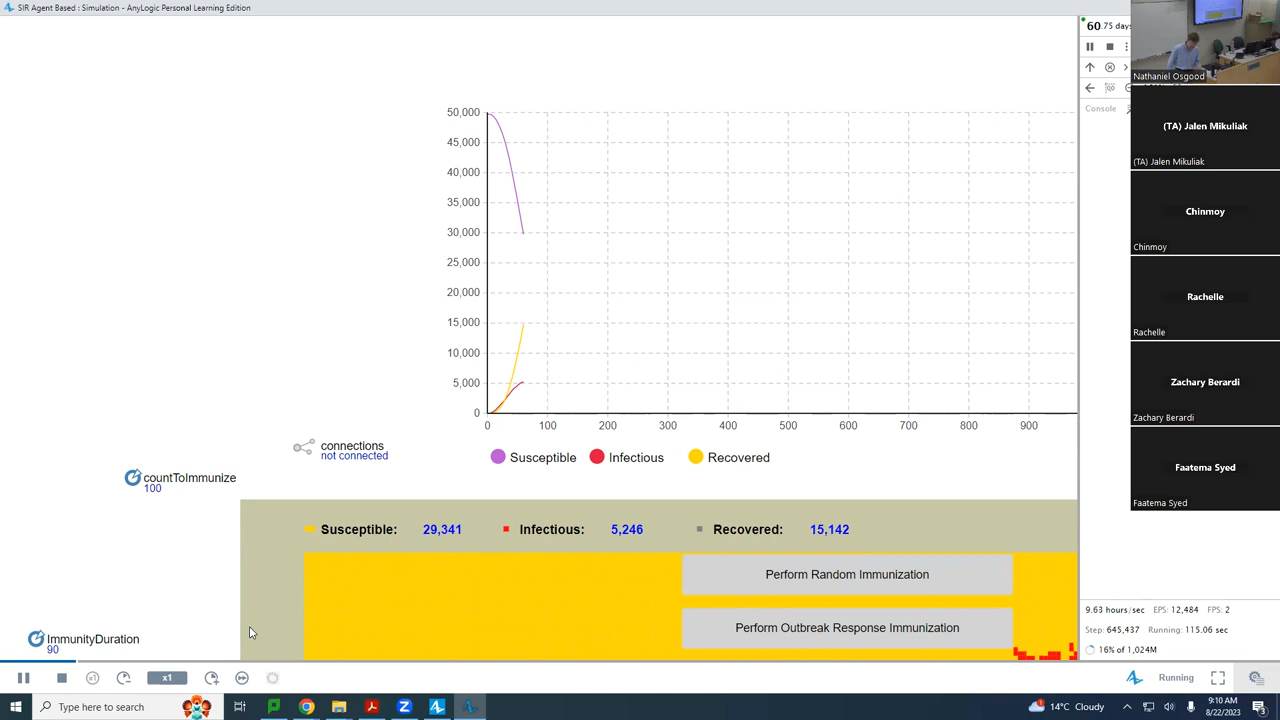 SIR Agent Based : Simulation - AnyLogic Personal Learning Edition
50,000
45,000
40,000
35,000
30,000
25,000
20,000
15,000
10,000
5,000
0
0 100 200 300 400 500 600 700 800 900
Susceptible Infectious Recovered
connections
not connected
countToImmunize
100
Susceptible: 29,341 Infectious: 5,246 Recovered: 15,142
Perform Random Immunization
Perform Outbreak Response Immunization
ImmunityDuration
90
x1
60.75 days
Console
9.63 hours/sec EPS: 12,484 FPS: 2
Step: 645,437 Running: 115.06 sec
16% of 1,024M
Running
Nathaniel Osgood
(TA) Jalen Mikuliak
(TA) Jalen Mikuliak
Chinmoy
Chinmoy
Rachelle
Rachelle
Zachary Berardi
Zachary Berardi
Faatema Syed
Faatema Syed
Type here to search
14°C Cloudy
9:10 AM
8/22/2023